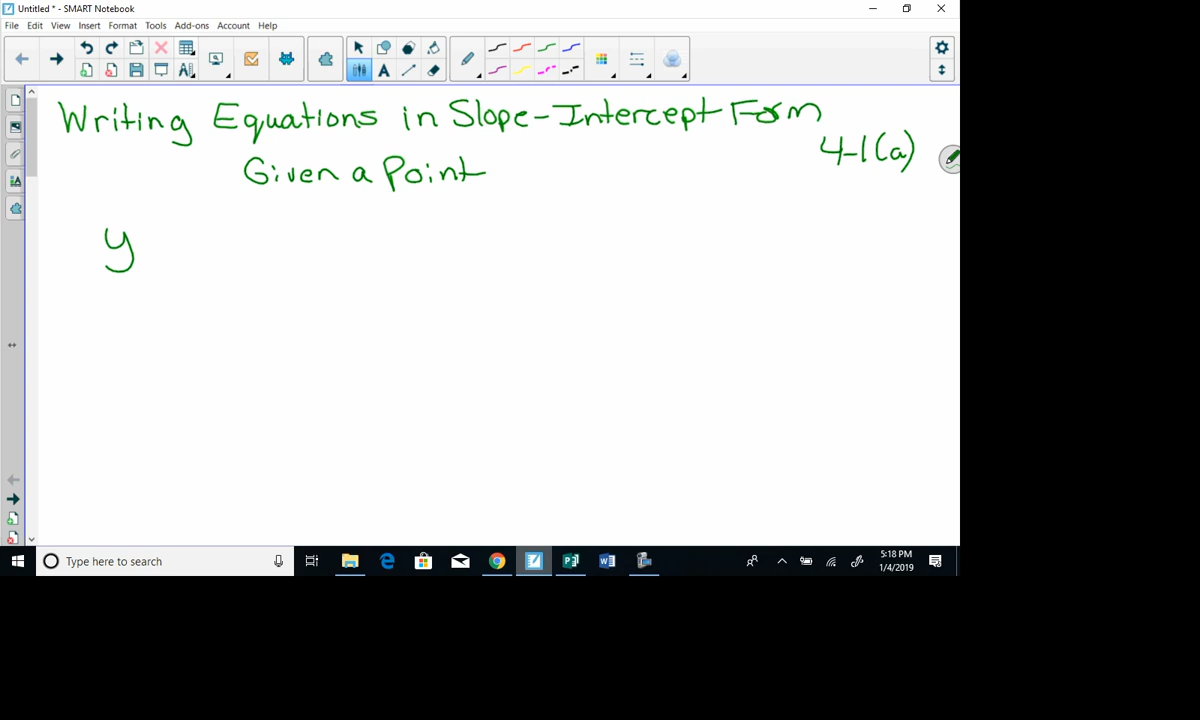 Untitled * - SMART Notebook
File Edit View Insert Format Tools Add-ons Account Help
Writing Equations in Slope-Intercept Form
4-1(a)
Given a Point
y
Type here to search
5:18 PM
1/4/2019